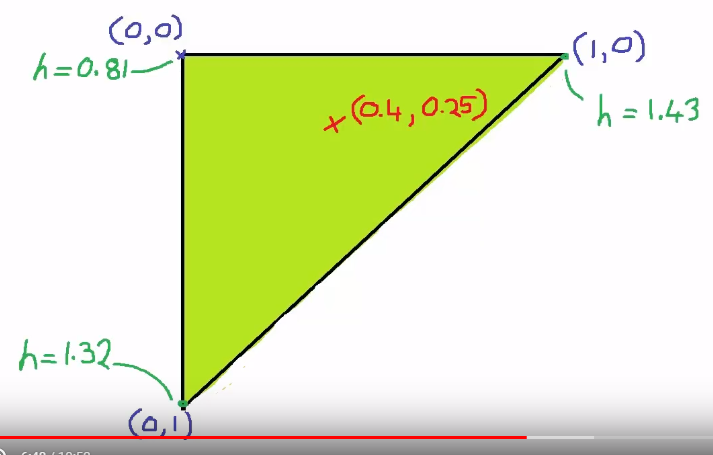 (0,0)
h=0.81
(1,0)
(0.4, 0.25)
h = 1.43
h=1.32
(0,1)